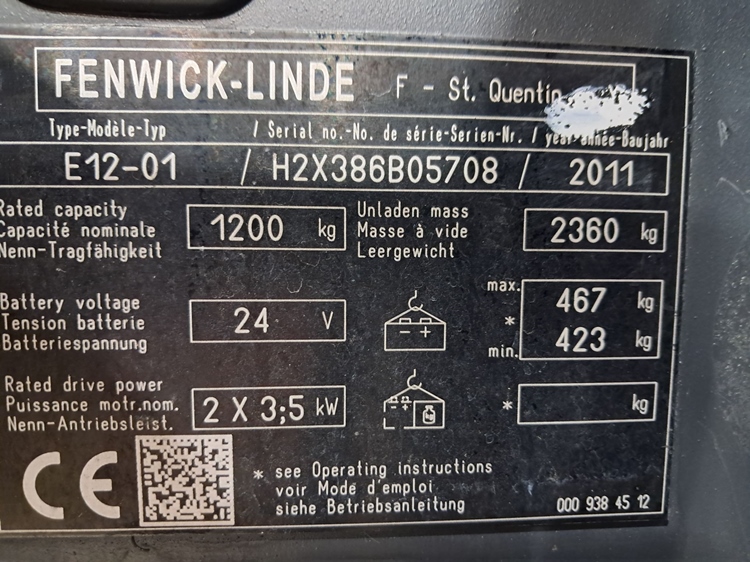 FENWICK-LINDE F - St. Quentin
Type-Modèle-Typ / Serial no.-No. de série-Serien-Nr. / year-année-Baujahr
E12-01 / H2X386B05708 / 2011
Rated capacity
Capacité nominale
Nenn-Tragfähigkeit
1200 kg
Unladen mass
Masse à vide
Leergewicht
2360 kg
Battery voltage
Tension batterie
Batteriespannung
24 V
- +
max. 467 kg
*
min. 423 kg
Rated drive power
Puissance motr.nom.
Nenn-Antriebsleist.
2 X 3;5 kW
kg
* kg
CE
* see Operating instructions
voir Mode d'emploi
siehe Betriebsanleitung
000 938 45 12